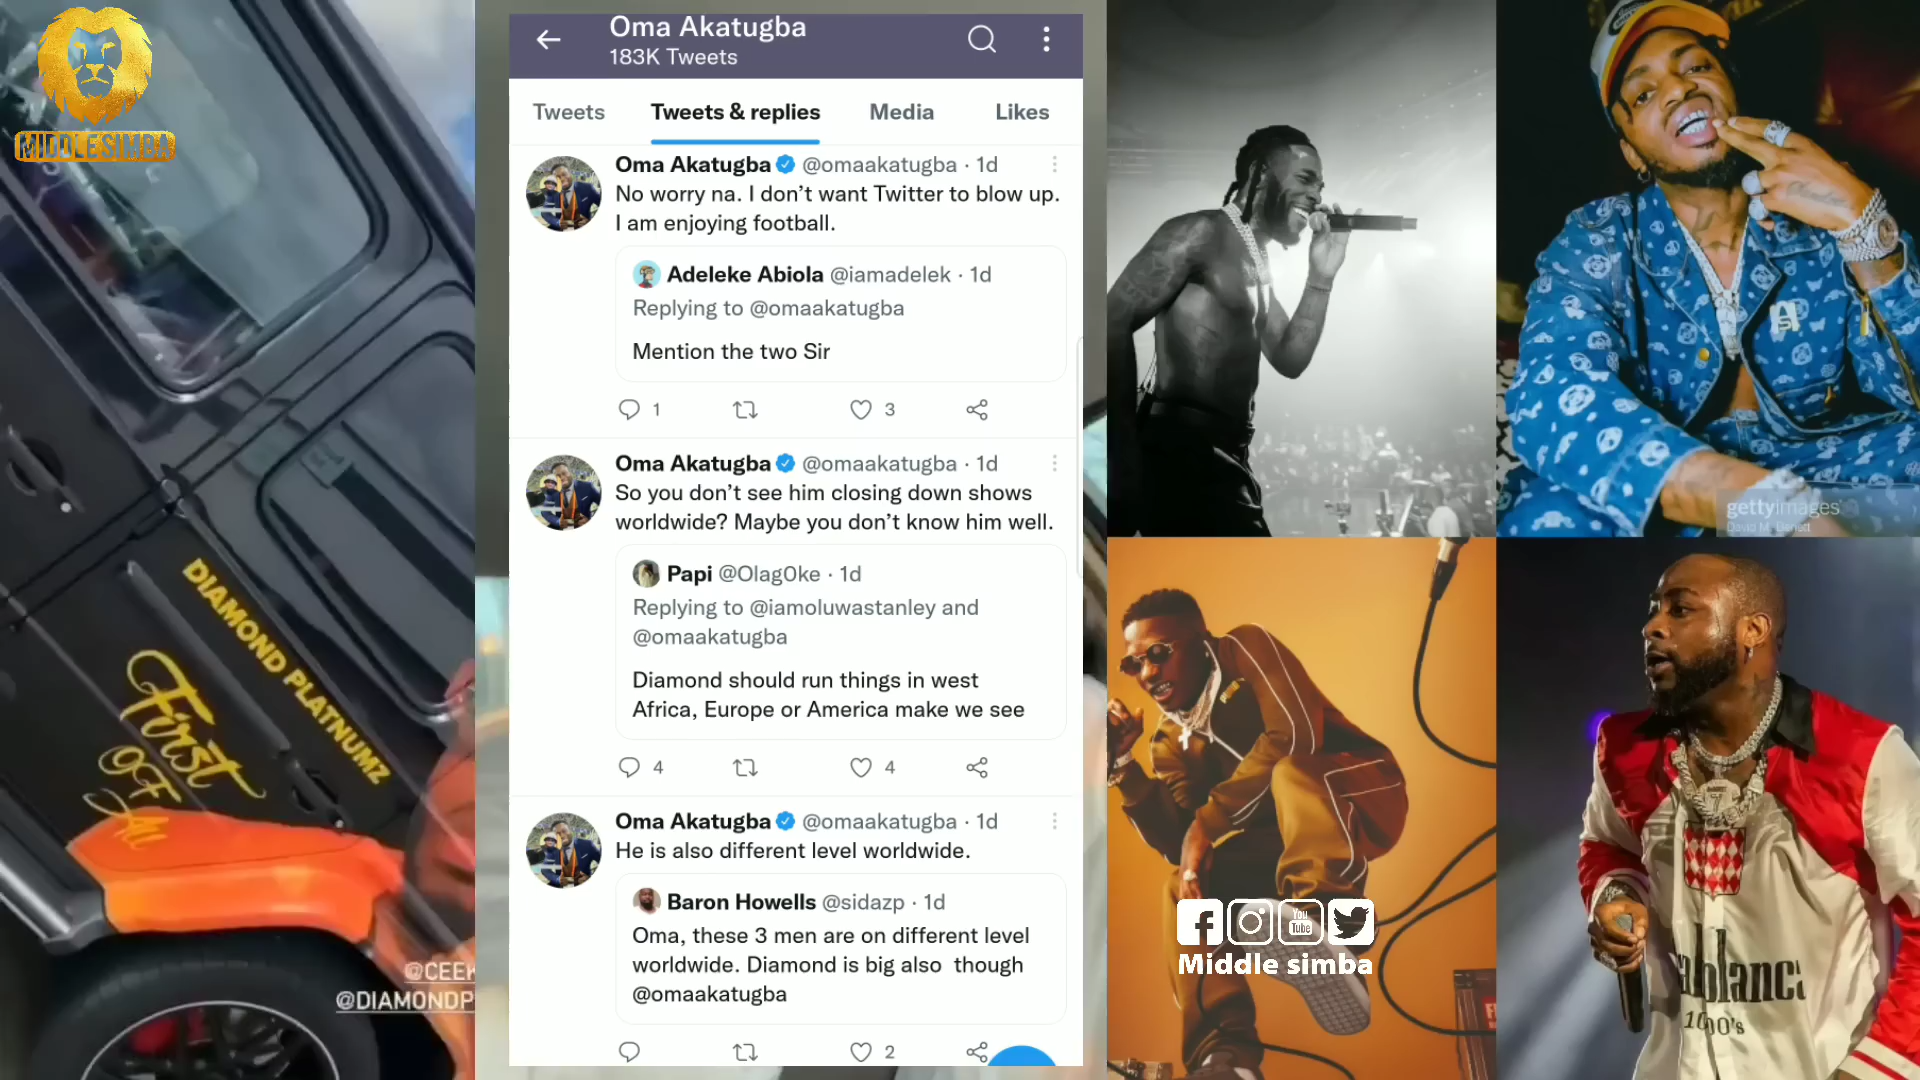 MIDDLE SIMBA
DIAMOND PLATNUMZ
First
OF
@CEEK
@DIAMONDP
Oma Akatugba
183K Tweets
Tweets
Tweets & replies
Media
Likes
Oma Akatugba @omaakatugba · 1d
No worry na. I don’t want Twitter to blow up.
I am enjoying football.
Adeleke Abiola @iamadelek · 1d
Replying to @omaakatugba
Mention the two Sir
1
3
Oma Akatugba @omaakatugba · 1d
So you don’t see him closing down shows
worldwide? Maybe you don’t know him well.
Papi @Olag0ke · 1d
Replying to @iamoluwastanley and
@omaakatugba
Diamond should run things in west
Africa, Europe or America make we see
4
4
Oma Akatugba @omaakatugba · 1d
He is also different level worldwide.
Baron Howells @sidazp · 1d
Oma, these 3 men are on different level
worldwide. Diamond is big also though
@omaakatugba
2
gettyimages
You
Tube
Middle simba